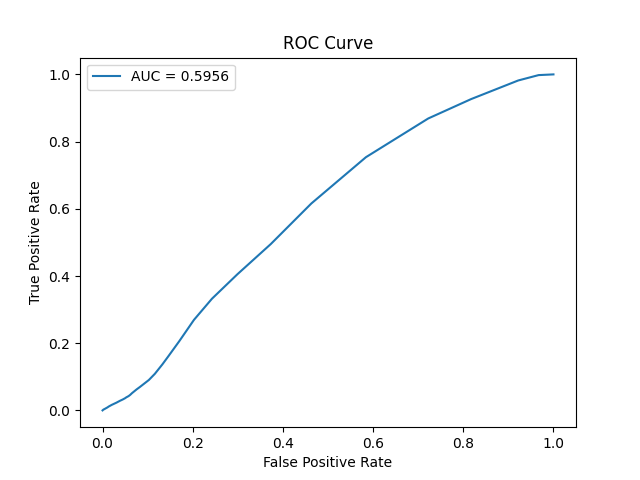 ROC Curve
AUC = 0.5956
True Positive Rate
1.0
0.8
0.6
0.4
0.2
0.0
0.0 0.2 0.4 0.6 0.8 1.0
False Positive Rate